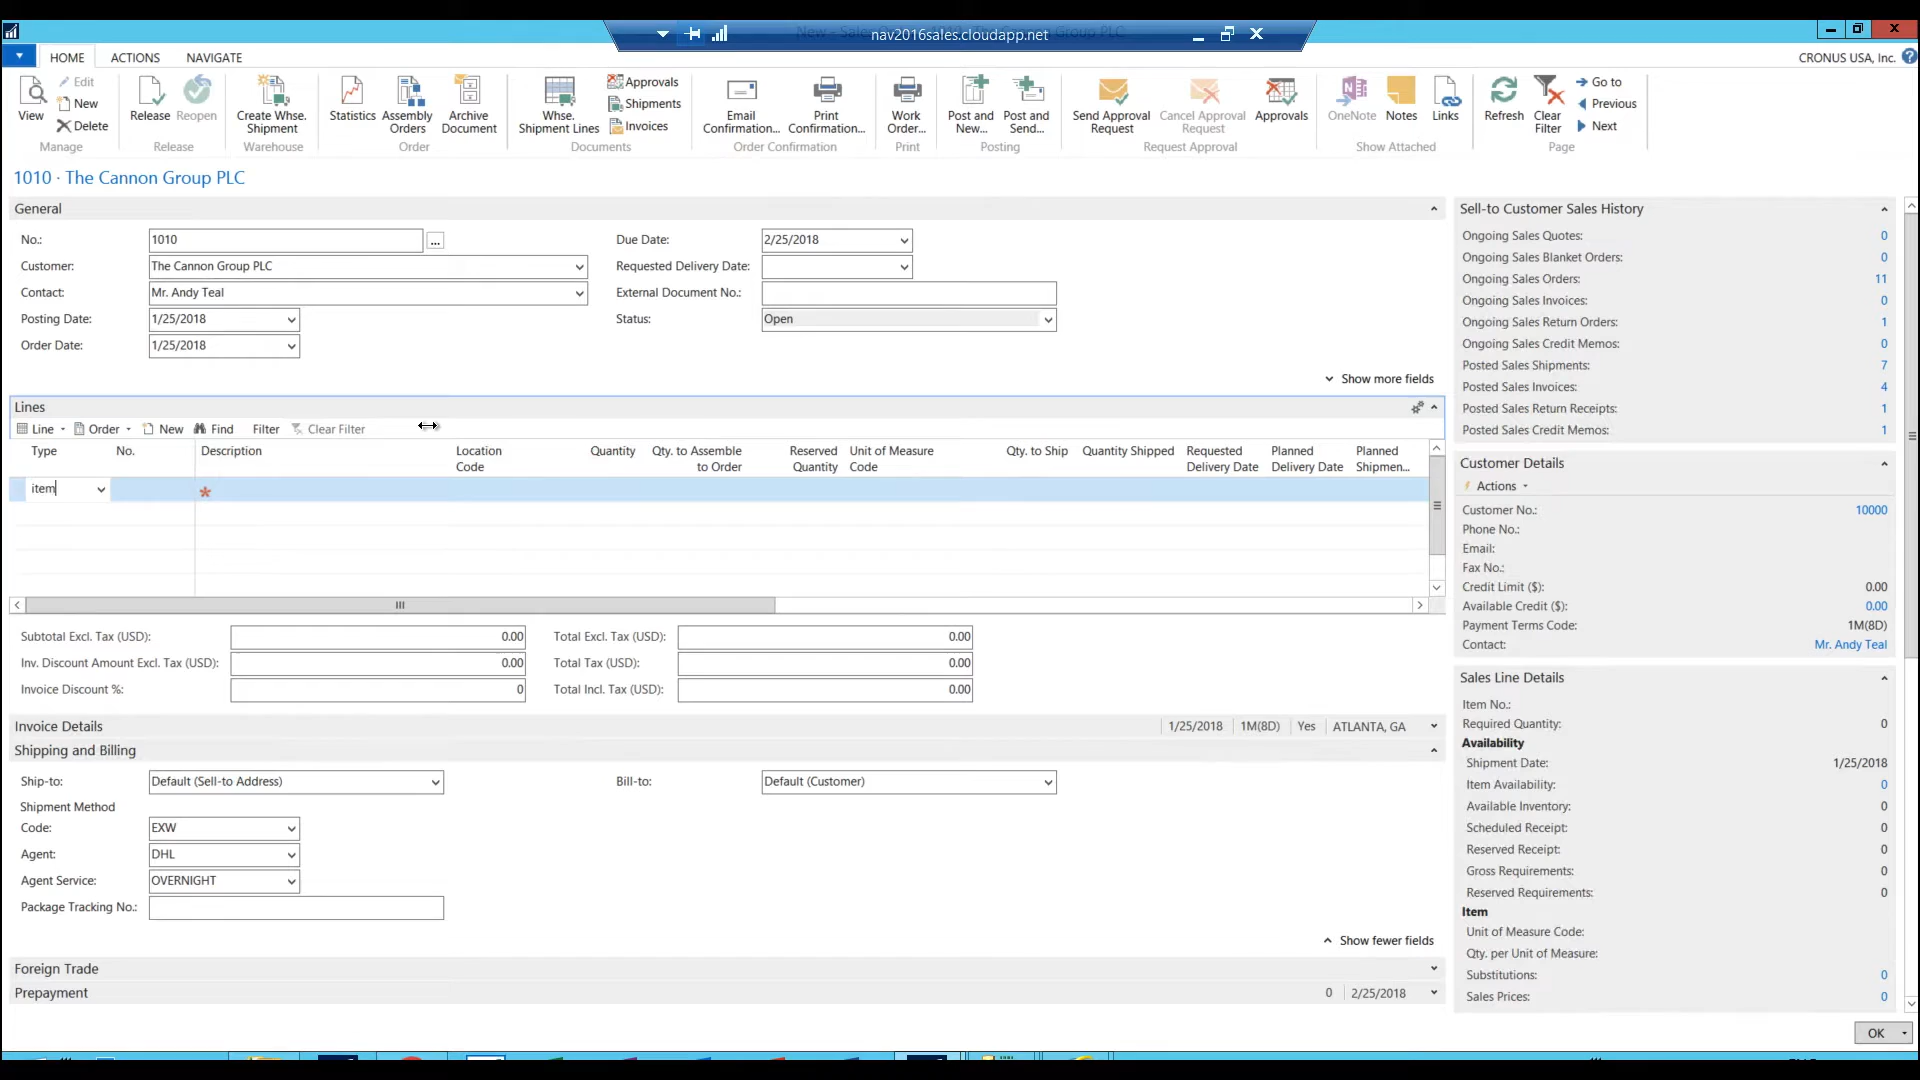 nav2016sales.cloudapp.net
HOME ACTIONS NAVIGATE CRONUS USA, Inc.
View Edit New Delete
Manage
Release Reopen
Release
Create Whse. Shipment
Warehouse
Statistics Assembly Orders Archive Document
Order
Whse. Shipment Lines Approvals Shipments Invoices
Documents
Email Confirmation... Print Confirmation...
Order Confirmation
Work Order...
Print
Post and New... Post and Send...
Posting
Send Approval Request Cancel Approval Request Approvals
Request Approval
OneNote Notes Links
Show Attached
Refresh Clear Filter Go to Previous Next
Page
1010 · The Cannon Group PLC
General
No.: 1010 ...
Customer: The Cannon Group PLC
Contact: Mr. Andy Teal
Posting Date: 1/25/2018
Order Date: 1/25/2018
Due Date: 2/25/2018
Requested Delivery Date:
External Document No.:
Status: Open
Show more fields
Lines
Line Order New Find Filter Clear Filter
Type No. Description Location Code Quantity Qty. to Assemble to Order Reserved Quantity Unit of Measure Code Qty. to Ship Quantity Shipped Requested Delivery Date Planned Delivery Date Planned Shipmen...
item
Subtotal Excl. Tax (USD): 0.00 Total Excl. Tax (USD): 0.00
Inv. Discount Amount Excl. Tax (USD): 0.00 Total Tax (USD): 0.00
Invoice Discount %: 0 Total Incl. Tax (USD): 0.00
Invoice Details 1/25/2018 1M(8D) Yes ATLANTA, GA
Shipping and Billing
Ship-to: Default (Sell-to Address) Bill-to: Default (Customer)
Shipment Method
Code: EXW
Agent: DHL
Agent Service: OVERNIGHT
Package Tracking No.:
Show fewer fields
Foreign Trade
Prepayment 0 2/25/2018
Sell-to Customer Sales History
Ongoing Sales Quotes: 0
Ongoing Sales Blanket Orders: 0
Ongoing Sales Orders: 11
Ongoing Sales Invoices: 0
Ongoing Sales Return Orders: 1
Ongoing Sales Credit Memos: 0
Posted Sales Shipments: 7
Posted Sales Invoices: 4
Posted Sales Return Receipts: 1
Posted Sales Credit Memos: 1
Customer Details
Actions
Customer No.: 10000
Phone No.:
Email:
Fax No.:
Credit Limit ($): 0.00
Available Credit ($): 0.00
Payment Terms Code: 1M(8D)
Contact: Mr. Andy Teal
Sales Line Details
Item No.:
Required Quantity: 0
Availability
Shipment Date: 1/25/2018
Item Availability: 0
Available Inventory: 0
Scheduled Receipt: 0
Reserved Receipt: 0
Gross Requirements: 0
Reserved Requirements: 0
Item
Unit of Measure Code:
Qty. per Unit of Measure:
Substitutions: 0
Sales Prices: 0
OK